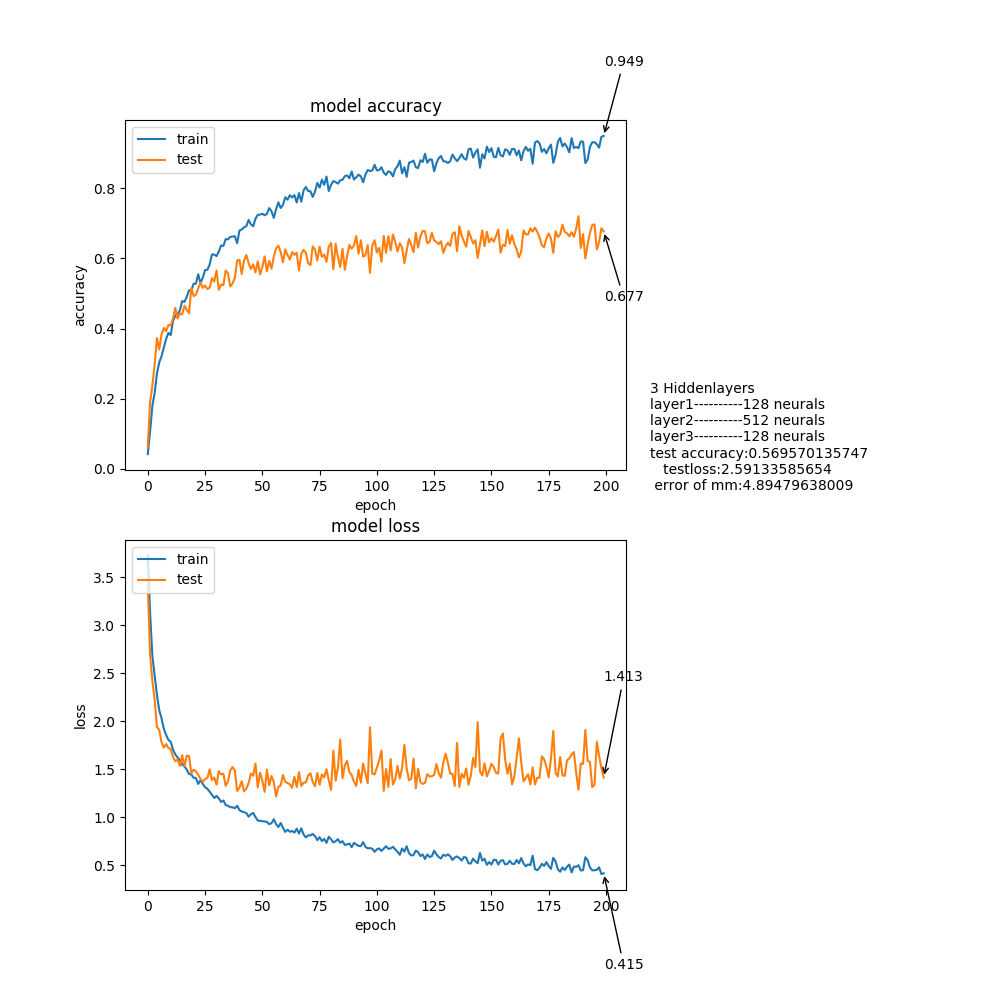 0.949
model accuracy
train
test
0.8
0.6
0.4
0.2
0.0
accuracy
0.677
0 25 50 75 100 125 150 175 200
epoch
3 Hiddenlayers
layer1----------128 neurals
layer2----------512 neurals
layer3----------128 neurals
test accuracy:0.569570135747
testloss:2.59133585654
error of mm:4.89479638009
model loss
train
test
3.5
3.0
2.5
2.0
1.5
1.0
0.5
loss
1.413
0 25 50 75 100 125 150 175 200
epoch
0.415